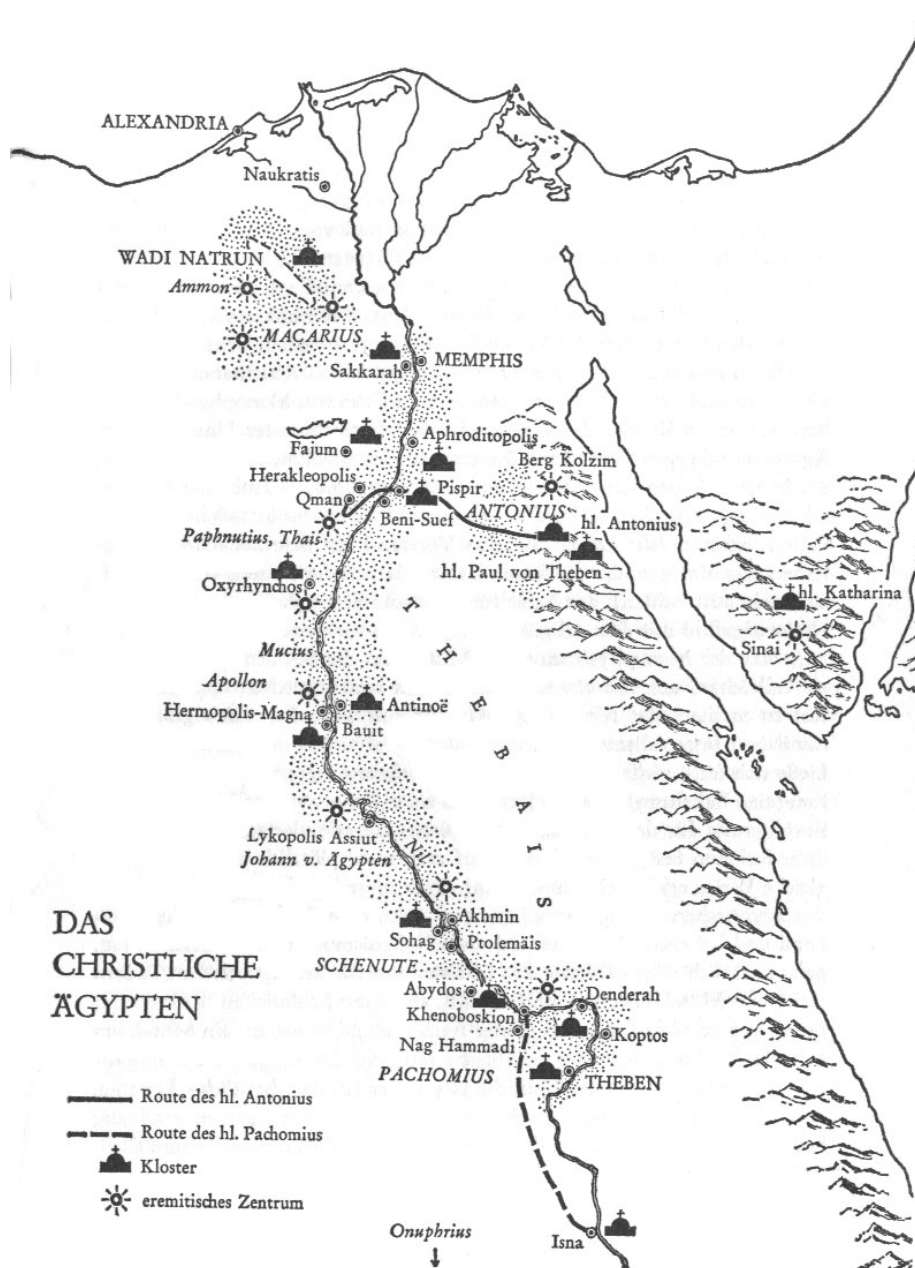 ALEXANDRIA
Naukratis
WADI NATRUN
Ammon
MACARIUS
MEMPHIS
Sakkarah
Aphroditopolis
Fajum
Berg Kolzim
Herakleopolis
Pispir
Qman
ANTONIUS
Beni-Suef
hl. Antonius
Paphnutius, Thais
hl. Paul von Theben
Oxyrhynchos
hl. Katharina
Sinai
THEBAIS
Mucius
Apollon
Antinoë
Hermopolis-Magna
Bauit
Lykopolis Assiut
Johann v. Ägypten
Nil
Akhmin
Sohag
Ptolemäis
SCHENUTE
Abydos
Denderah
Khenoboskion
Koptos
Nag Hammadi
PACHOMIUS
THEBEN
DAS
CHRISTLICHE
ÄGYPTEN
Route des hl. Antonius
Route des hl. Pachomius
Kloster
eremitisches Zentrum
Onuphrius
Isna